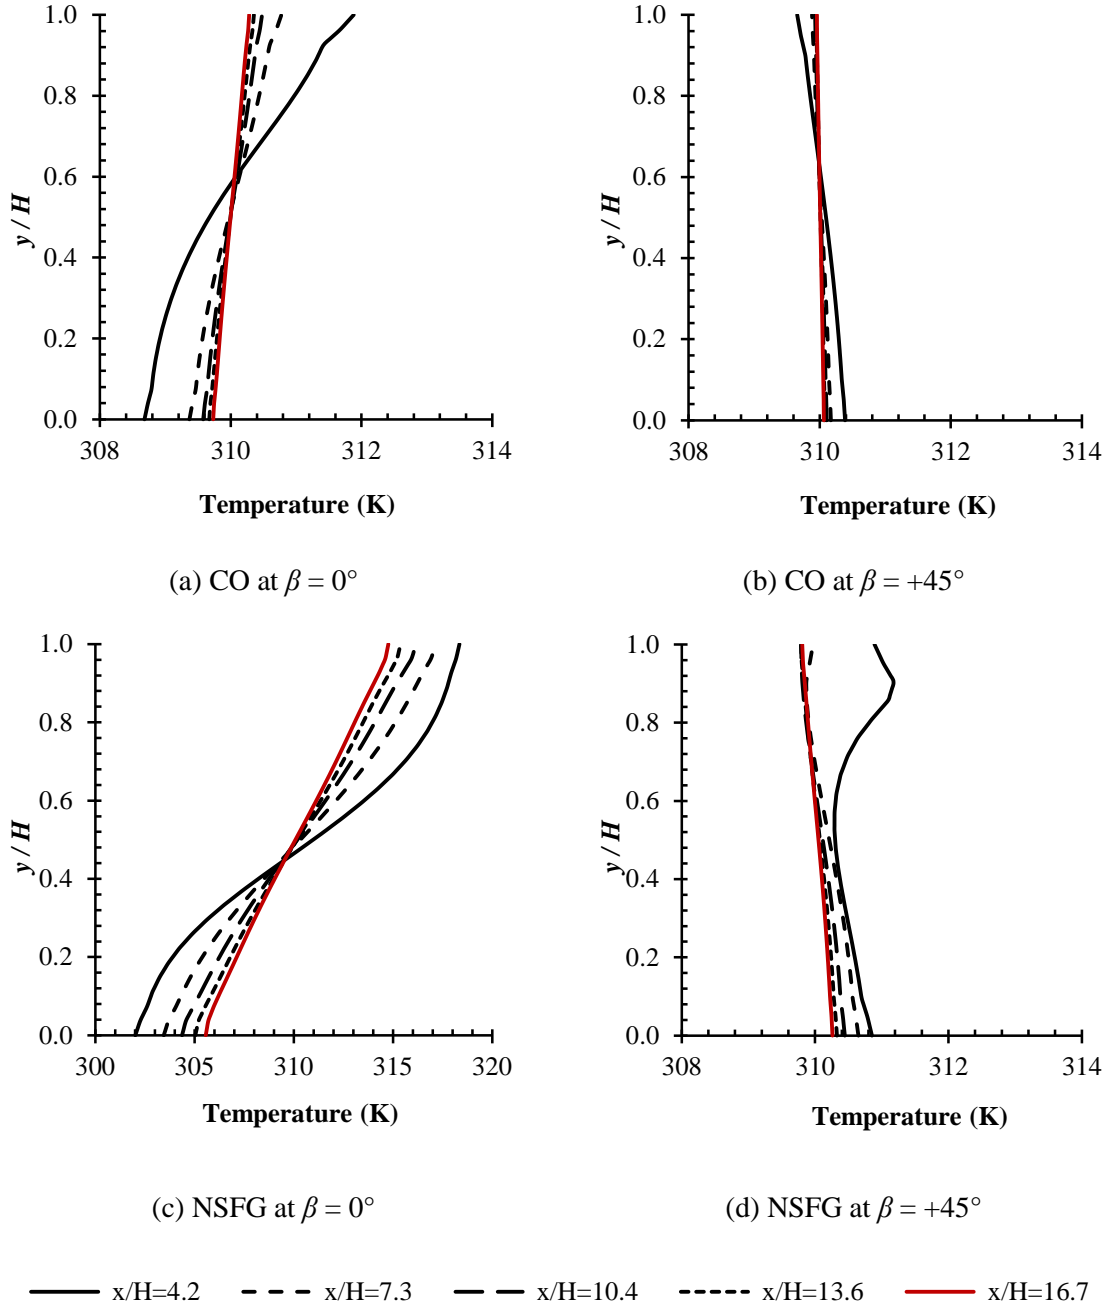 1.0
0.8
0.6
0.4
0.2
0.0
y / H
308 310 312 314
Temperature (K)
(a) CO at β = 0°
1.0
0.8
0.6
0.4
0.2
0.0
y / H
308 310 312 314
Temperature (K)
(b) CO at β = +45°
1.0
0.8
0.6
0.4
0.2
0.0
y / H
300 305 310 315 320
Temperature (K)
(c) NSFG at β = 0°
1.0
0.8
0.6
0.4
0.2
0.0
y / H
308 310 312 314
Temperature (K)
(d) NSFG at β = +45°
x/H=4.2 x/H=7.3 x/H=10.4 x/H=13.6 x/H=16.7